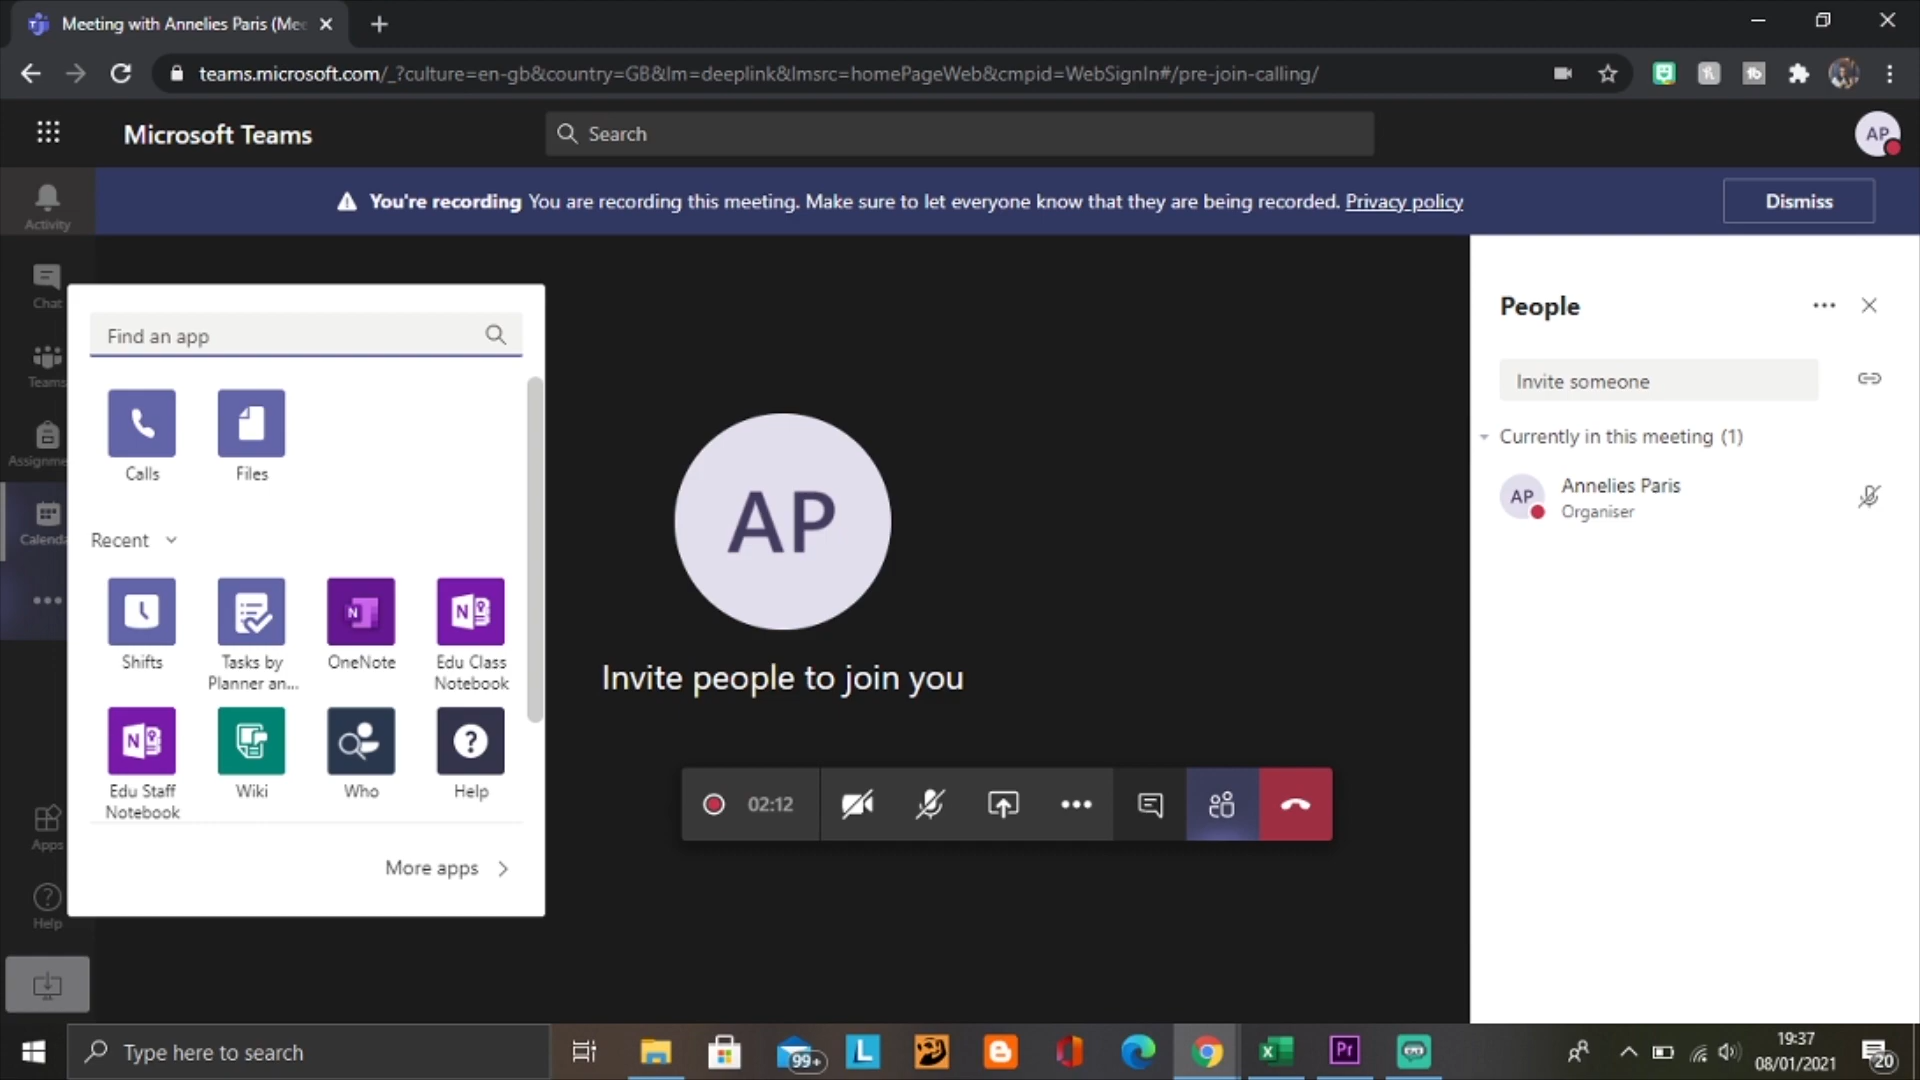 Meeting with Annelies Paris (Mee
teams.microsoft.com/_?culture=en-gb&country=GB&lm=deeplink&lmsrc=homePageWeb&cmpid=WebSignIn#/pre-join-calling/
Microsoft Teams
Search
AP
You're recording You are recording this meeting. Make sure to let everyone know that they are being recorded. Privacy policy
Dismiss
Activity
Chat
Teams
Assignme
Calenda
Apps
Help
Find an app
Calls
Files
Recent
Shifts
Tasks by
Planner an...
OneNote
Edu Class
Notebook
Edu Staff
Notebook
Wiki
Who
Help
More apps
AP
Invite people to join you
02:12
People
Invite someone
Currently in this meeting (1)
AP
Annelies Paris
Organiser
Type here to search
99+
L
Pr
19:37
08/01/2021
20